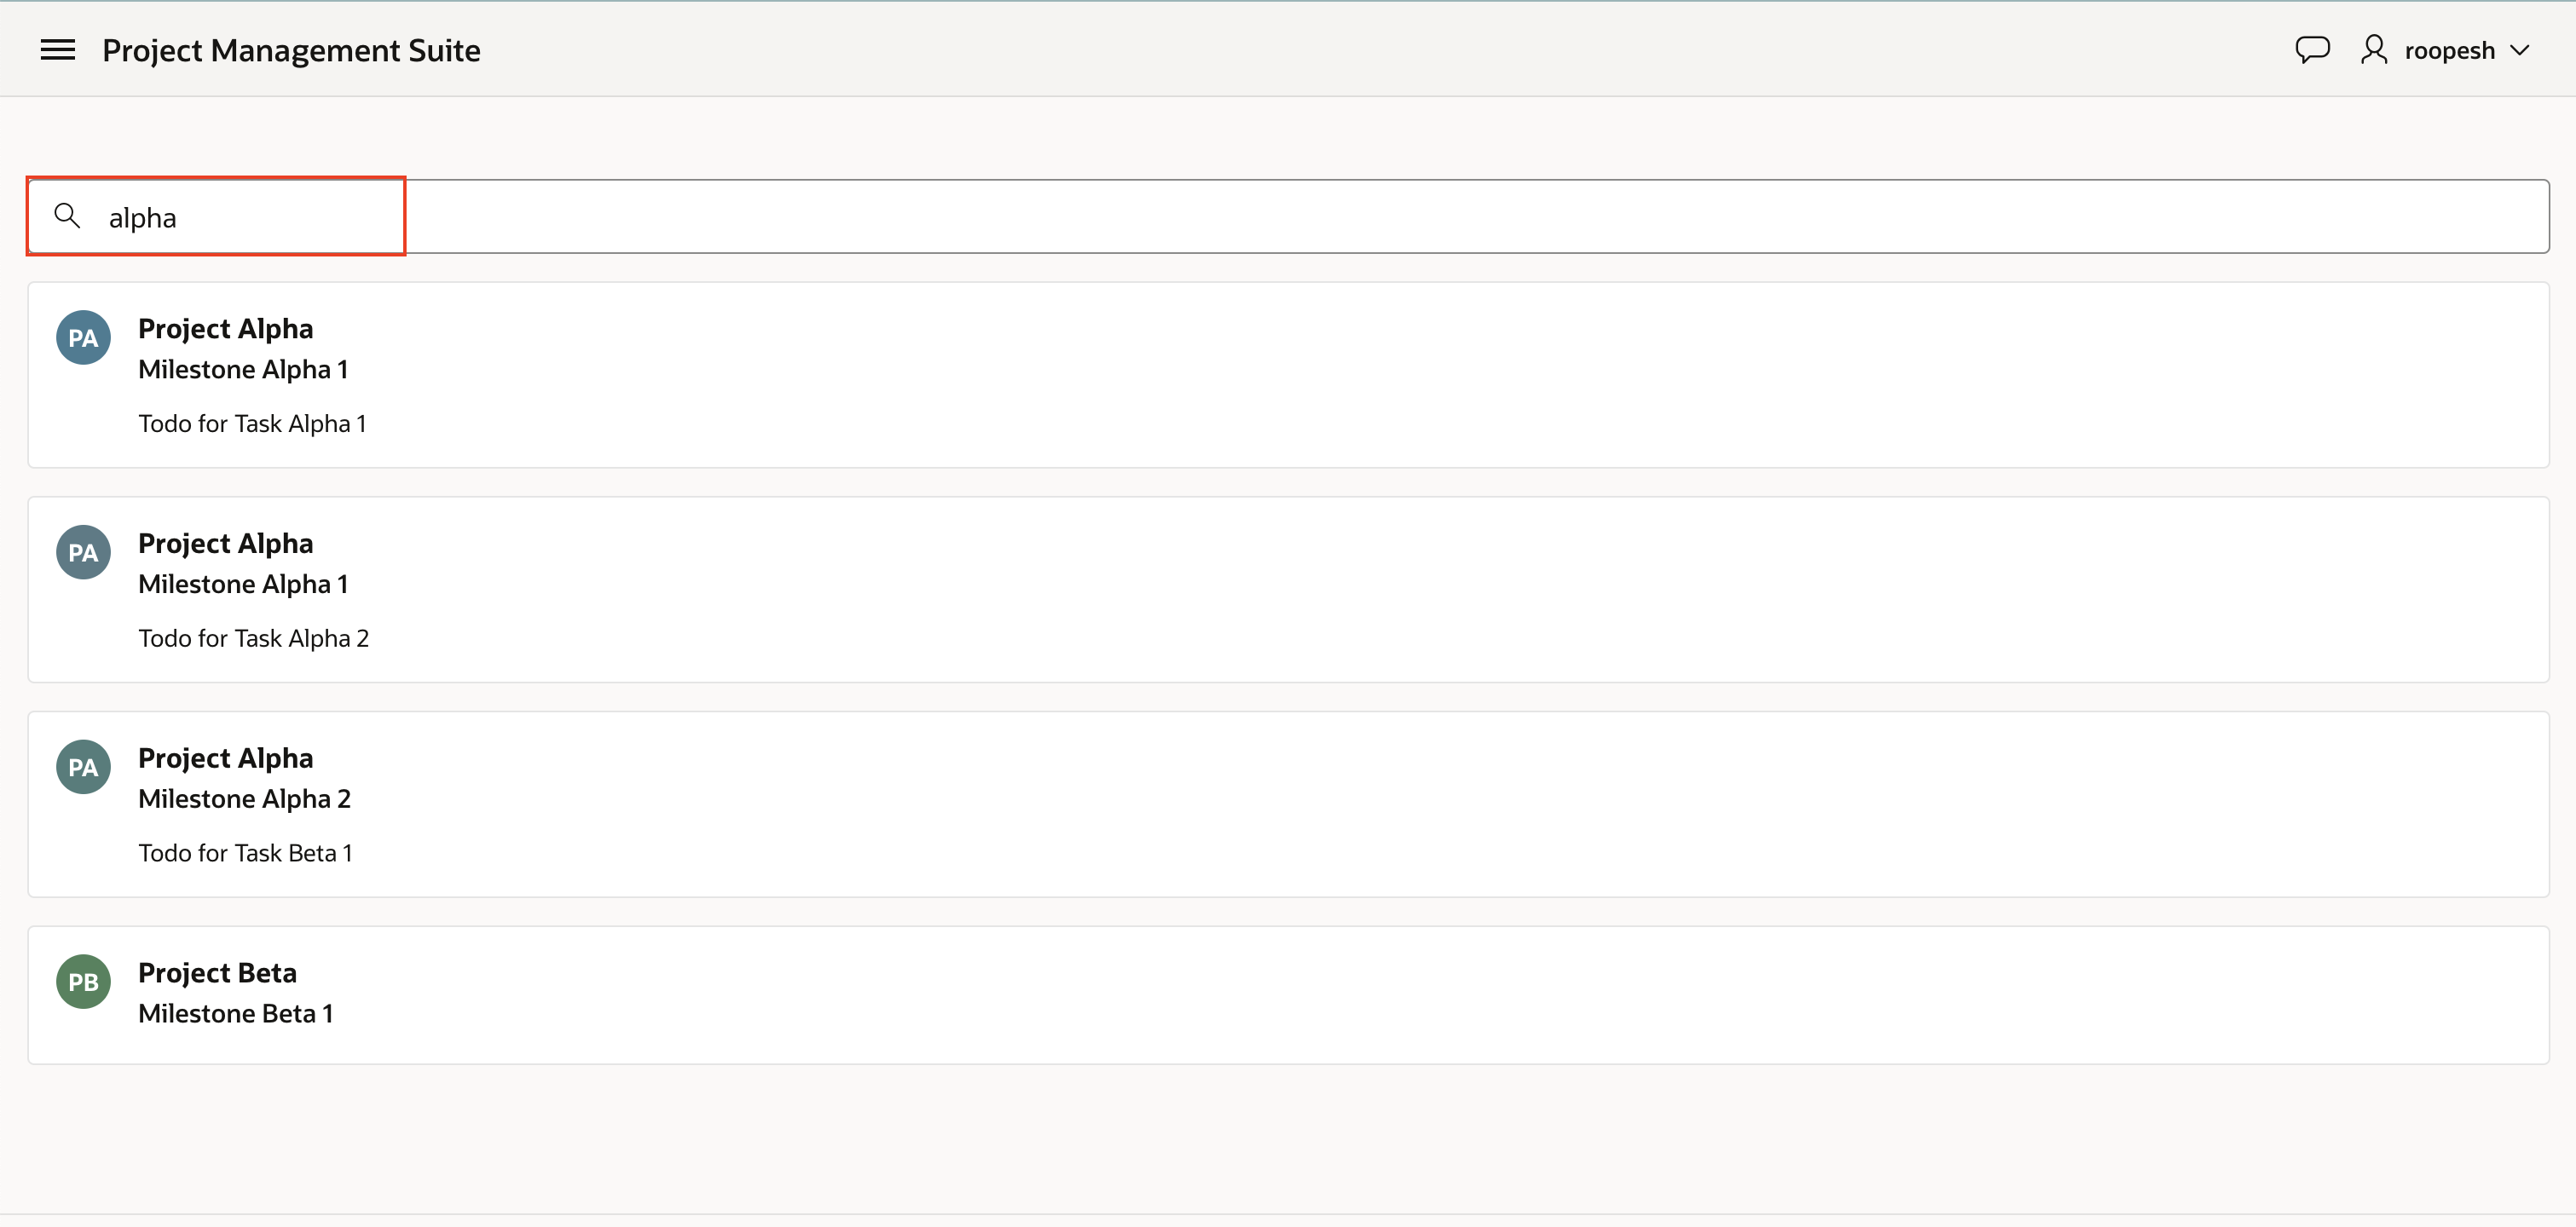 Project Management Suite
roopesh
alpha
PA
Project Alpha
Milestone Alpha 1
Todo for Task Alpha 1
PA
Project Alpha
Milestone Alpha 1
Todo for Task Alpha 2
PA
Project Alpha
Milestone Alpha 2
Todo for Task Beta 1
PB
Project Beta
Milestone Beta 1